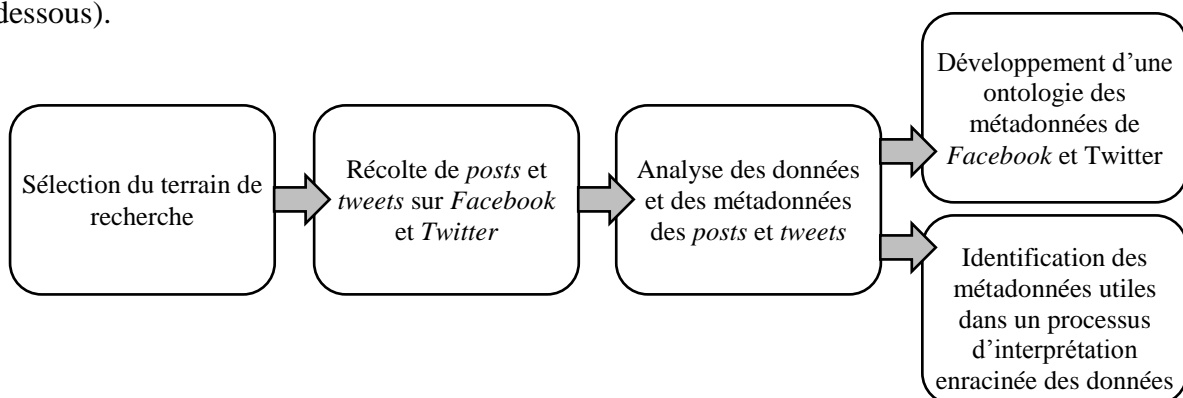 dessous).
Sélection du terrain de
recherche
Récolte de posts et
tweets sur Facebook
et Twitter
Analyse des données
et des métadonnées
des posts et tweets
Développement d’une
ontologie des
métadonnées de
Facebook et Twitter
Identification des
métadonnées utiles
dans un processus
d’interprétation
enracinée des données